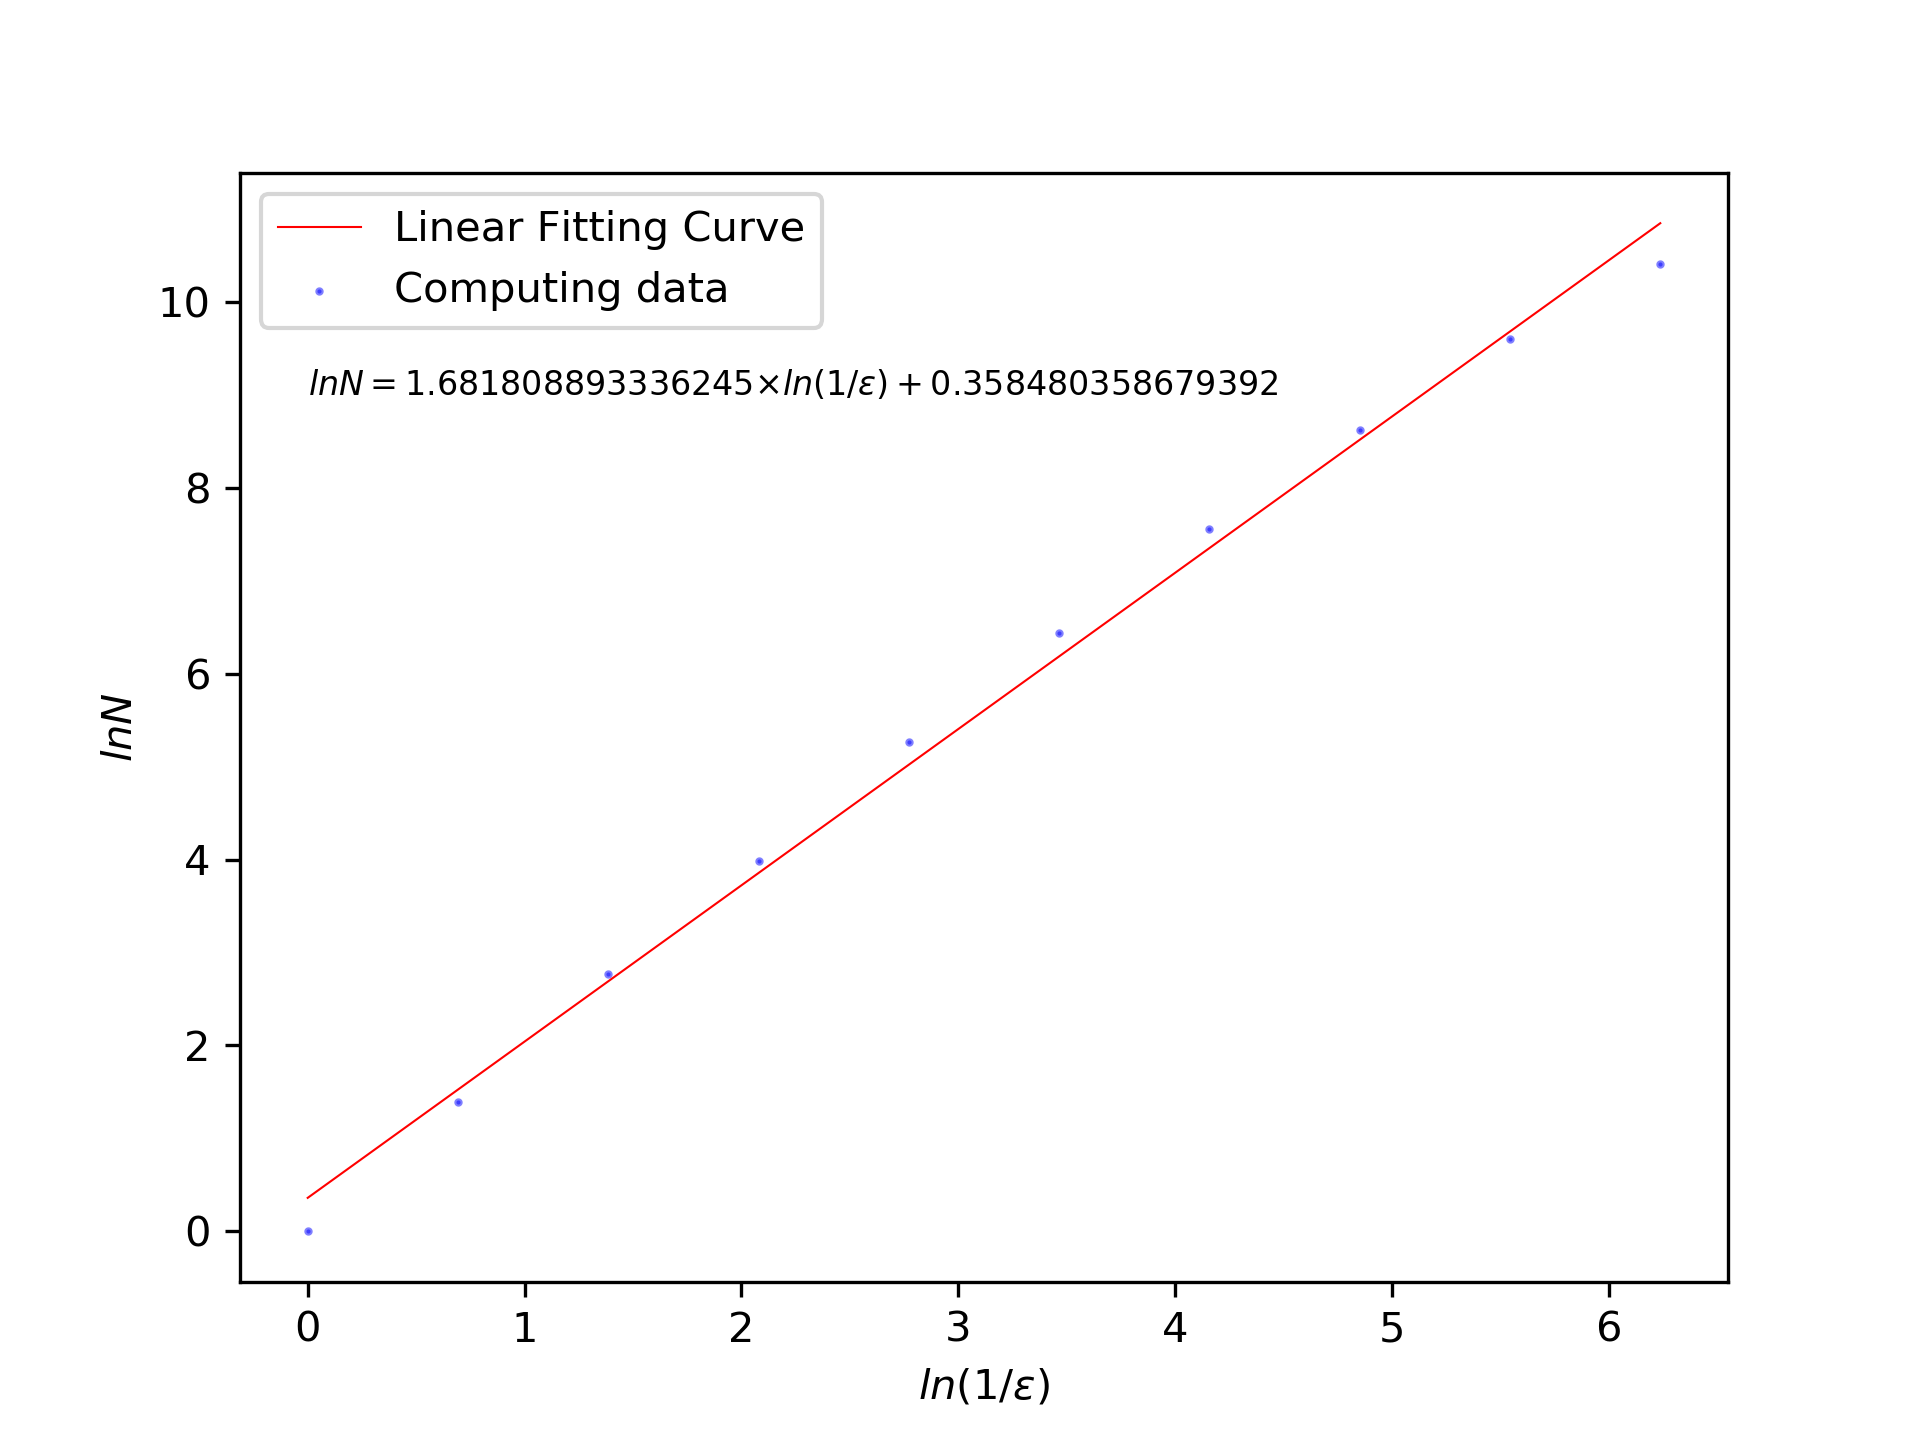 Linear Fitting Curve
Computing data
lnN = 1.681808893336245×ln(1/ε) + 0.358480358679392
10
8
6
4
2
0
lnN
0 1 2 3 4 5 6
ln(1/ε)